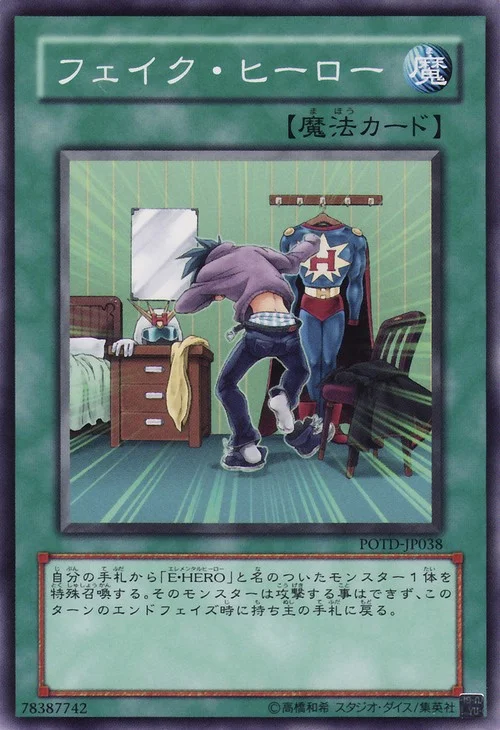 フェイク・ヒーロー
魔
【魔法カード】
H
POTD-JP038
自分の手札から「E・HERO」と名のついたモンスター1体を
特殊召喚する。そのモンスターは攻撃する事はできず、この
ターンのエンドフェイズ時に持ち主の手札に戻る。
78387742
©高橋和希 スタジオ・ダイス/集英社